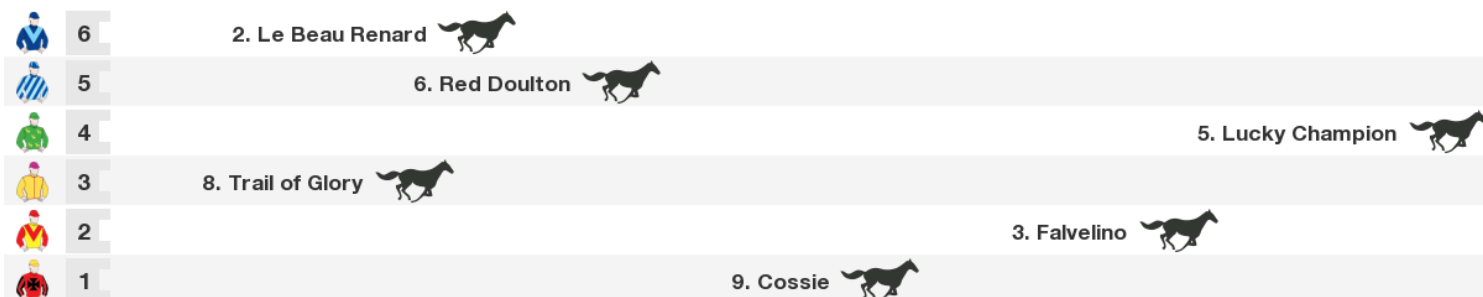 6 2. Le Beau Renard
5 6. Red Doulton
4 5. Lucky Champion
3 8. Trail of Glory
2 3. Falvelino
1 9. Cossie